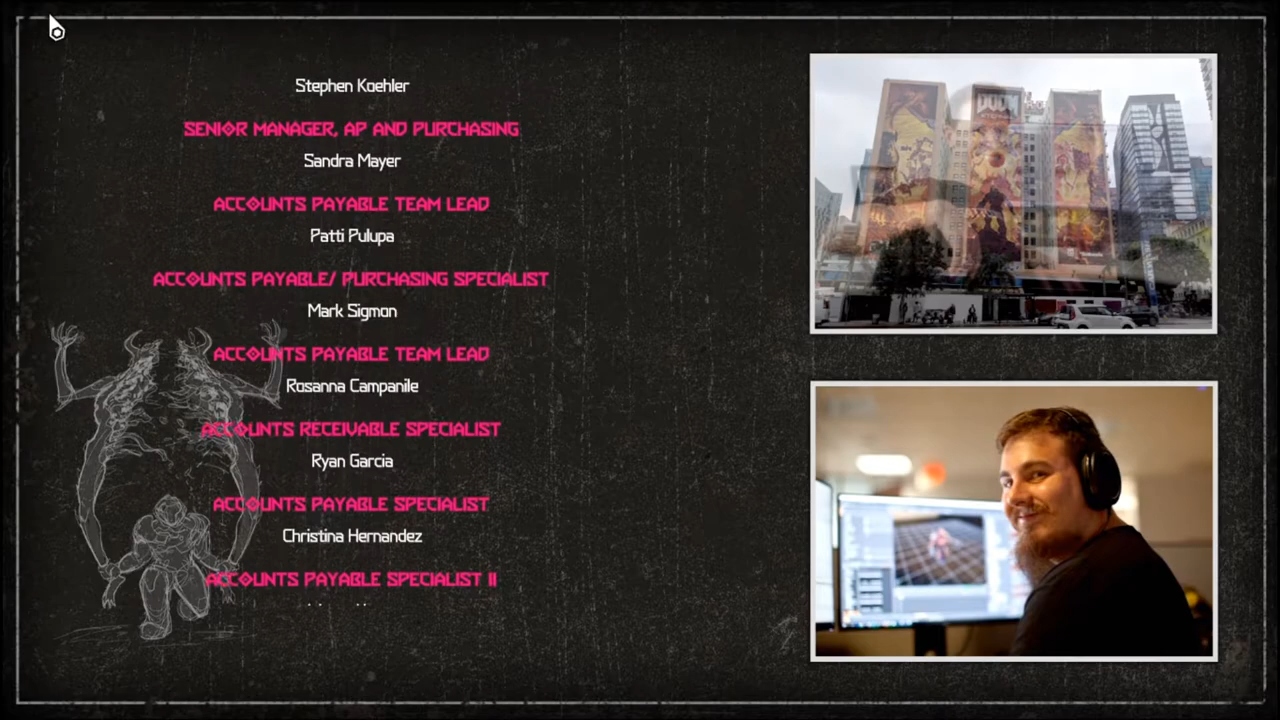 Stephen Koehler
SENIOR MANAGER, AP AND PURCHASING
Sandra Mayer
ACCOUNTS PAYABLE TEAM LEAD
Patti Pulupa
ACCOUNTS PAYABLE/ PURCHASING SPECIALIST
Mark Sigmon
ACCOUNTS PAYABLE TEAM LEAD
Rosanna Campanile
ACCOUNTS RECEIVABLE SPECIALIST
Ryan Garcia
ACCOUNTS PAYABLE SPECIALIST
Christina Hernandez
ACCOUNTS PAYABLE SPECIALIST II
DOOM